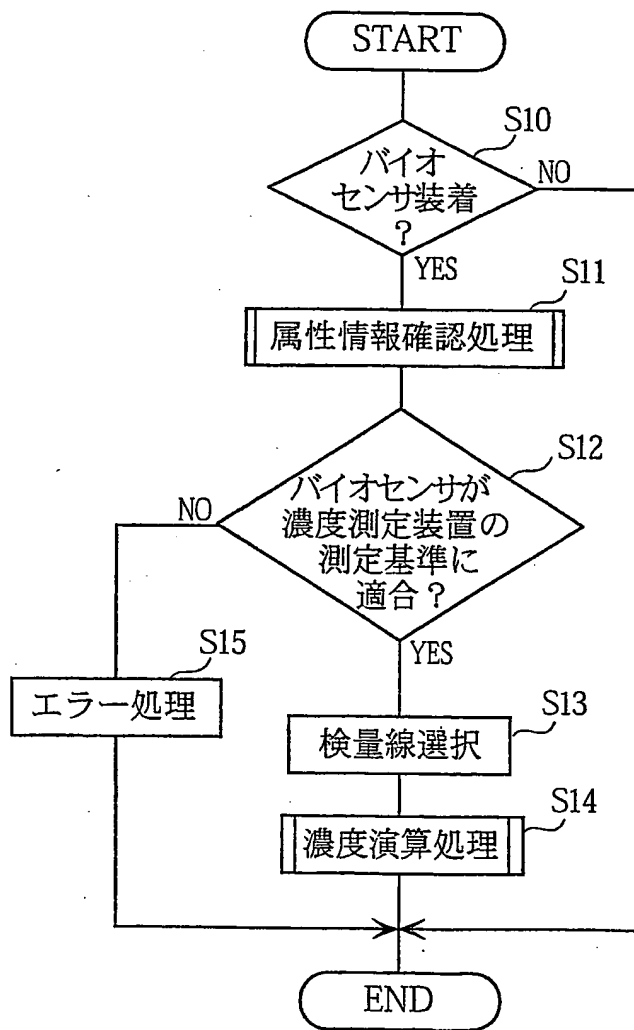 START
S10
バイオ
センサ装着
?
NO
YES
S11
属性情報確認処理
S12
バイオセンサが
濃度測定装置の
測定基準に
適合?
NO
YES
S15
エラー処理
S13
検量線選択
S14
濃度演算処理
END